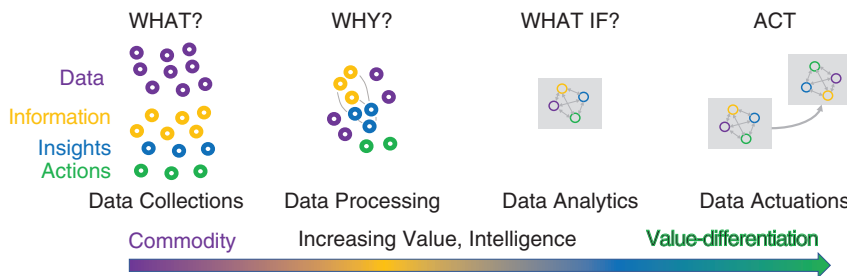 WHAT? WHY? WHAT IF? ACT
Data
Information
Insights
Actions
Data Collections Data Processing Data Analytics Data Actuations
Commodity Increasing Value, Intelligence Value-differentiation